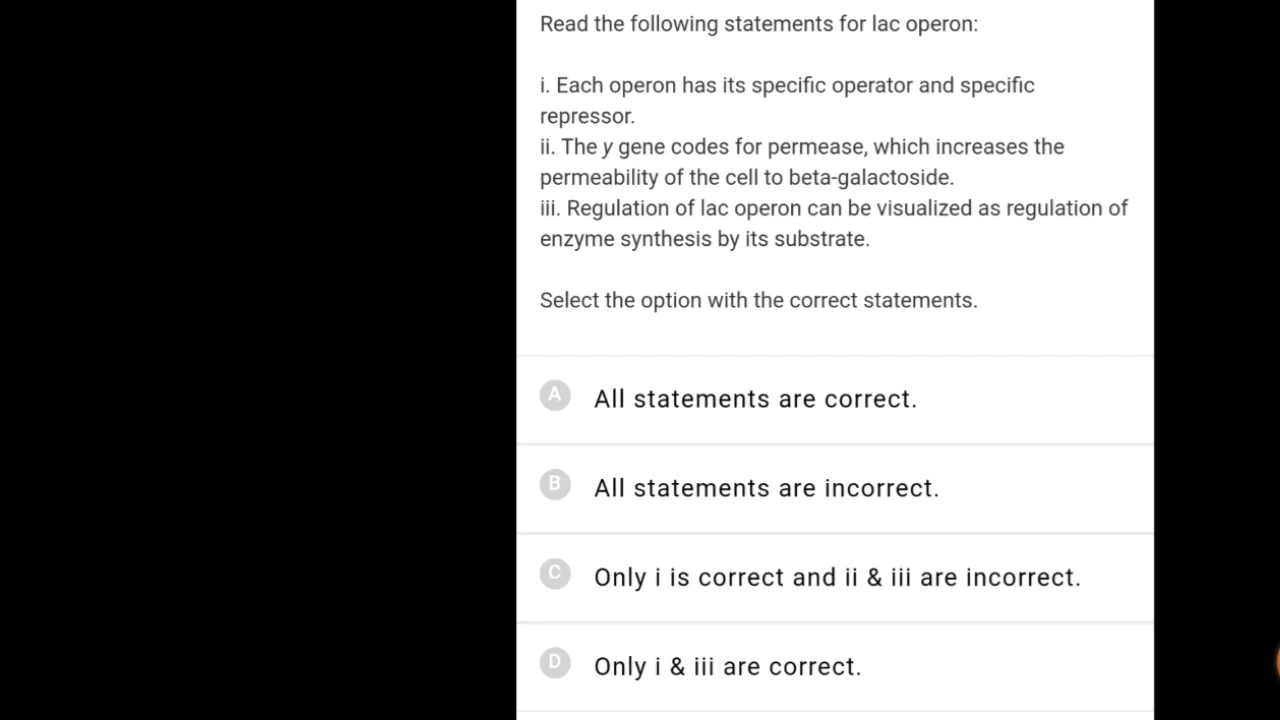 Read the following statements for lac operon:
i. Each operon has its specific operator and specific
repressor.
ii. The y gene codes for permease, which increases the
permeability of the cell to beta-galactoside.
iii. Regulation of lac operon can be visualized as regulation of
enzyme synthesis by its substrate.
Select the option with the correct statements.
A All statements are correct.
B All statements are incorrect.
C Only i is correct and ii & iii are incorrect.
D Only i & iii are correct.